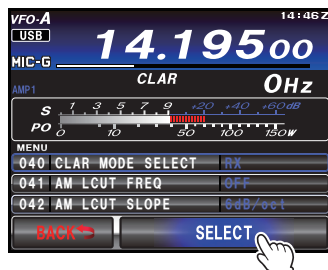 VFO-A 14:46Z
USB
14.19500
MIC-G
CLAR 0Hz
AMP1
S 1 3 5 7 9 +20 +40 +60dB
PO 0 10 50 100 150W
MENU
040 CLAR MODE SELECT RX
041 AM LCUT FREQ OFF
042 AM LCUT SLOPE 6dB/oct
BACK SELECT